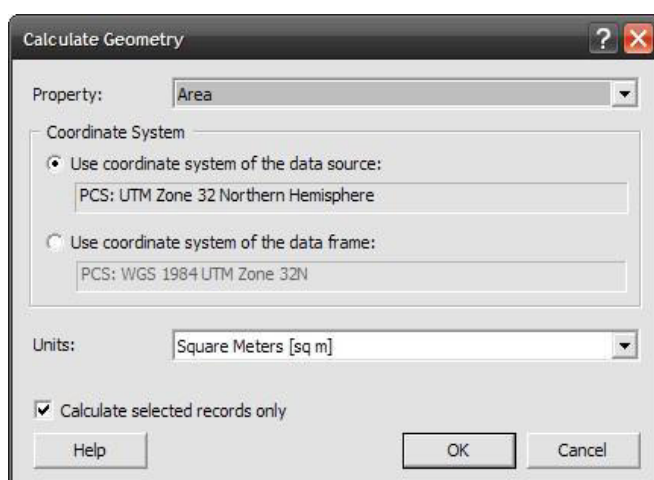 Calculate Geometry
Property: Area
Coordinate System
Use coordinate system of the data source:
PCS: UTM Zone 32 Northern Hemisphere
Use coordinate system of the data frame:
PCS: WGS 1984 UTM Zone 32N
Units: Square Meters [sq m]
Calculate selected records only
Help OK Cancel